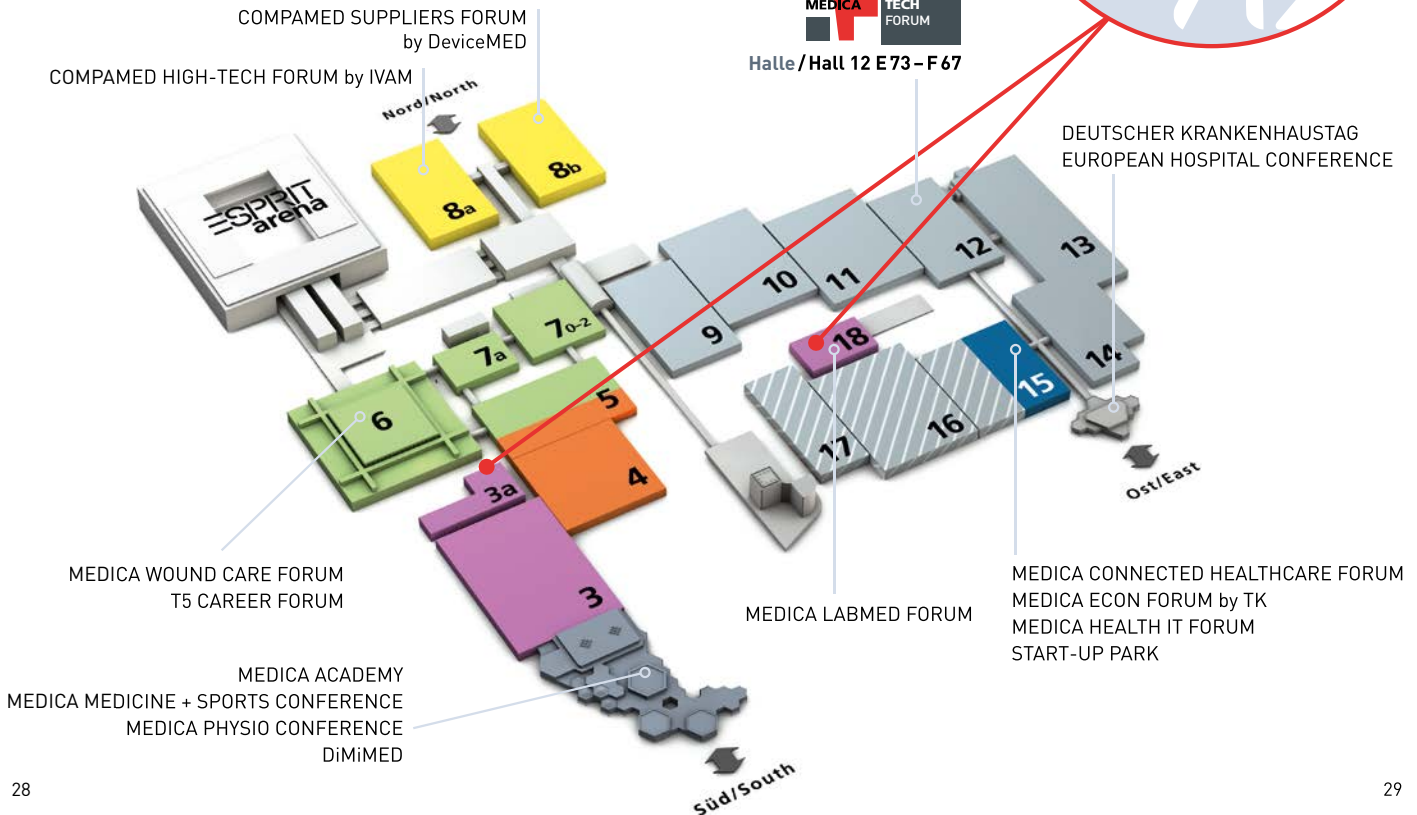 COMPAMED SUPPLIERS FORUM
by DeviceMED
COMPAMED HIGH-TECH FORUM by IVAM
MEDICA
TECH
FORUM
Halle / Hall 12 E 73 – F 67
Nord/North
DEUTSCHER KRANKENHAUSTAG
EUROPEAN HOSPITAL CONFERENCE
ESPRIT
arena
8a
8b
9
10
11
12
13
14
18
15
16
17
7a
7 0–2
6
5
4
3a
3
Ost/East
MEDICA WOUND CARE FORUM
T5 CAREER FORUM
MEDICA LABMED FORUM
MEDICA CONNECTED HEALTHCARE FORUM
MEDICA ECON FORUM by TK
MEDICA HEALTH IT FORUM
START-UP PARK
MEDICA ACADEMY
MEDICA MEDICINE + SPORTS CONFERENCE
MEDICA PHYSIO CONFERENCE
DiMiMED
Süd/South
28
29